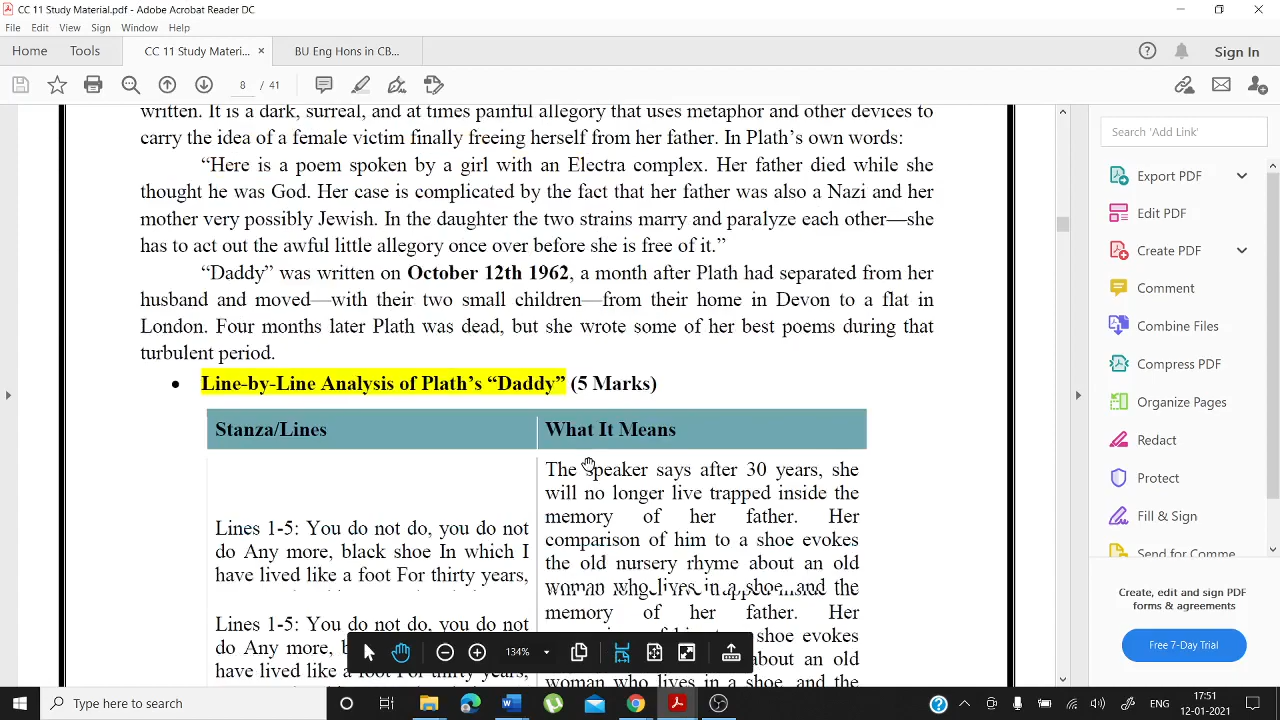 CC 11 Study Material.pdf - Adobe Acrobat Reader DC
File Edit View Sign Window Help
Home Tools CC 11 Study Materi... × BU Eng Hons in CB... Sign In
8 / 41
written. It is a dark, surreal, and at times painful allegory that uses metaphor and other devices to
carry the idea of a female victim finally freeing herself from her father. In Plath’s own words:
“Here is a poem spoken by a girl with an Electra complex. Her father died while she
thought he was God. Her case is complicated by the fact that her father was also a Nazi and her
mother very possibly Jewish. In the daughter the two strains marry and paralyze each other—she
has to act out the awful little allegory once over before she is free of it.”
“Daddy” was written on October 12th 1962, a month after Plath had separated from her
husband and moved—with their two small children—from their home in Devon to a flat in
London. Four months later Plath was dead, but she wrote some of her best poems during that
turbulent period.
• Line-by-Line Analysis of Plath’s “Daddy” (5 Marks)
Stanza/Lines
What It Means
Lines 1-5: You do not do, you do not
do Any more, black shoe In which I
have lived like a foot For thirty years,
Lines 1-5: You do not do, you do not
do Any more, b
have lived like a foot For thirty years,
The speaker says after 30 years, she
will no longer live trapped inside the
memory of her father. Her
comparison of him to a shoe evokes
the old nursery rhyme about an old
woman who lives in a shoe, and the
memory of her father. Her
shoe evokes
about an old
woman who lives in a shoe, and the
134%
Search 'Add Link'
Export PDF
Edit PDF
Create PDF
Comment
Combine Files
Compress PDF
Organize Pages
Redact
Protect
Fill & Sign
Send for Comme
Create, edit and sign PDF
forms & agreements
Free 7-Day Trial
Type here to search
ENG
17:51
12-01-2021